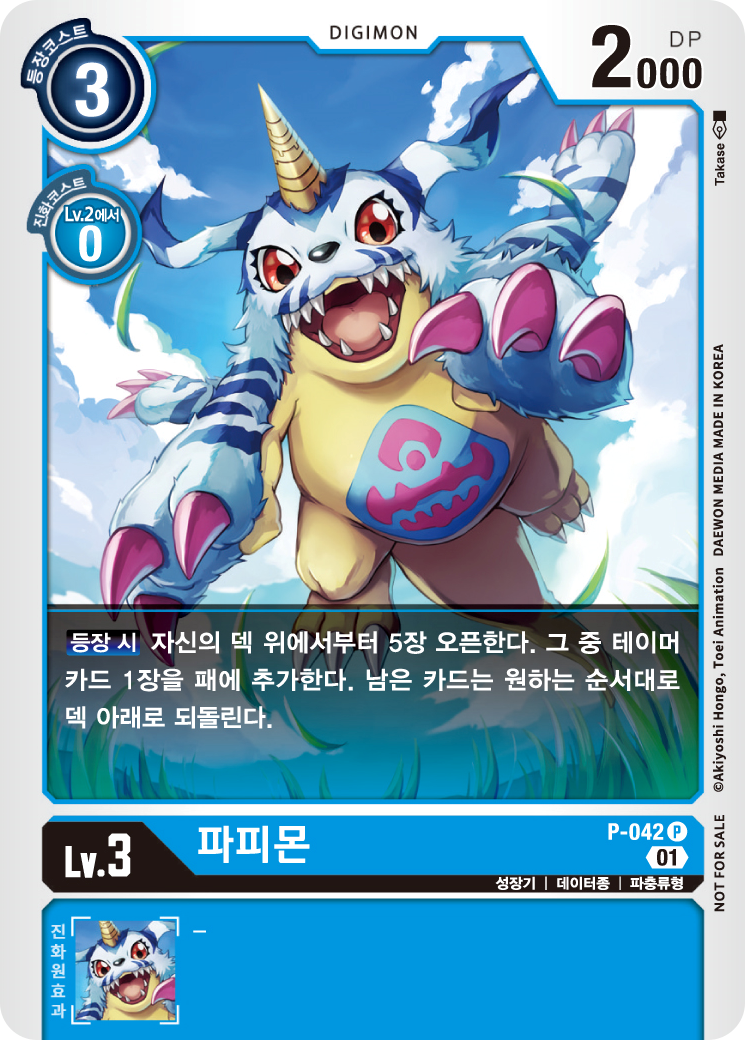 DIGIMON
등장코스트
3
DP
2000
진화코스트
Lv.2에서
0
Takase
등장 시 자신의 덱 위에서부터 5장 오픈한다. 그 중 테이머
카드 1장을 패에 추가한다. 남은 카드는 원하는 순서대로
덱 아래로 되돌린다.
©Akiyoshi Hongo, Toei Animation DAEWON MEDIA MADE IN KOREA
NOT FOR SALE
Lv.3
파피몬
P-042 P
01
성장기 | 데이터종 | 파충류형
진화원효과
–